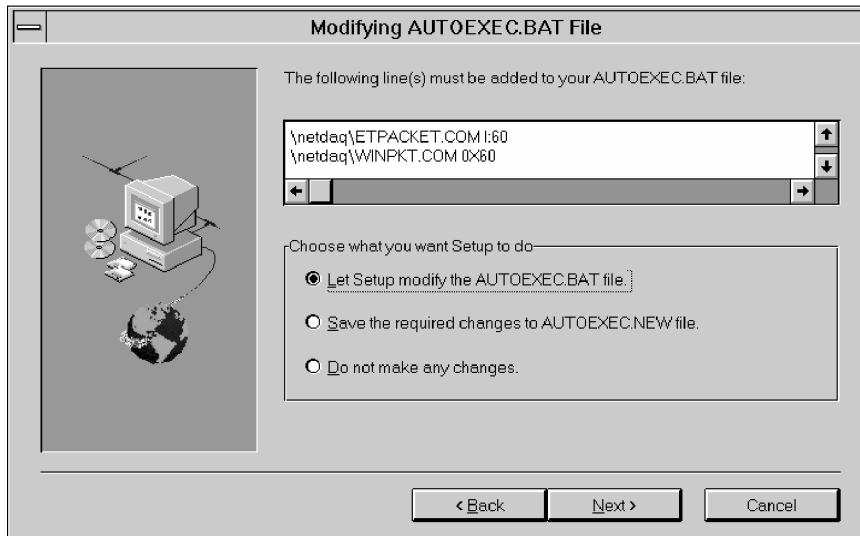 Modifying AUTOEXEC.BAT File
The following line(s) must be added to your AUTOEXEC.BAT file:
\netdaq\ETPACKET.COM I:60
\netdaq\WINPKT.COM 0X60
Choose what you want Setup to do
Let Setup modify the AUTOEXEC.BAT file.
Save the required changes to AUTOEXEC.NEW file.
Do not make any changes.
< Back
Next >
Cancel